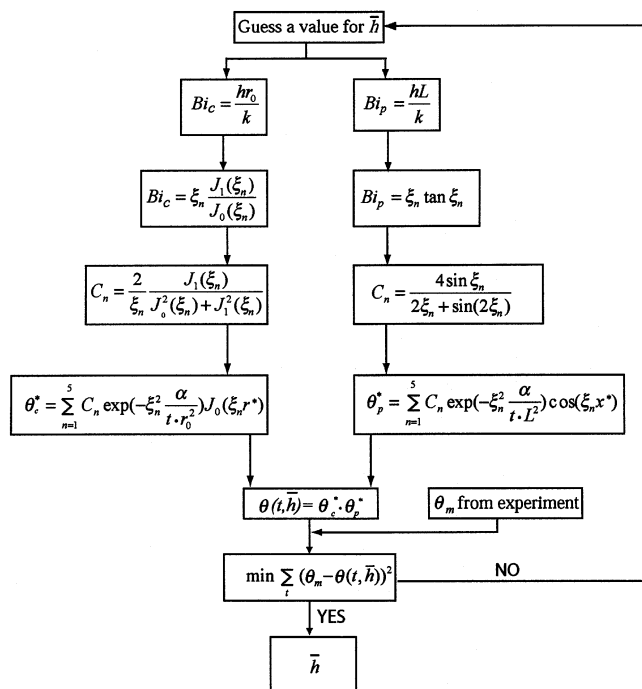 Guess a value for h̄
Bi_c = hr_0/k
Bi_p = hL/k
Bi_c = ξ_n J_1(ξ_n)/J_0(ξ_n)
Bi_p = ξ_n tan ξ_n
C_n = 2/ξ_n J_1(ξ_n)/(J_0^2(ξ_n) + J_1^2(ξ_n))
C_n = 4 sin ξ_n/(2ξ_n + sin(2ξ_n))
θ_c^* = ∑_{n=1}^{5} C_n exp(−ξ_n^2 α/(t·r_0^2)) J_0(ξ_n r*)
θ_p^* = ∑_{n=1}^{5} C_n exp(−ξ_n^2 α/(t·L^2)) cos(ξ_n x*)
θ(t,h̄) = θ_c^*·θ_p^*
θ_m from experiment
min ∑_t (θ_m − θ(t,h̄))^2
NO
YES
h̄